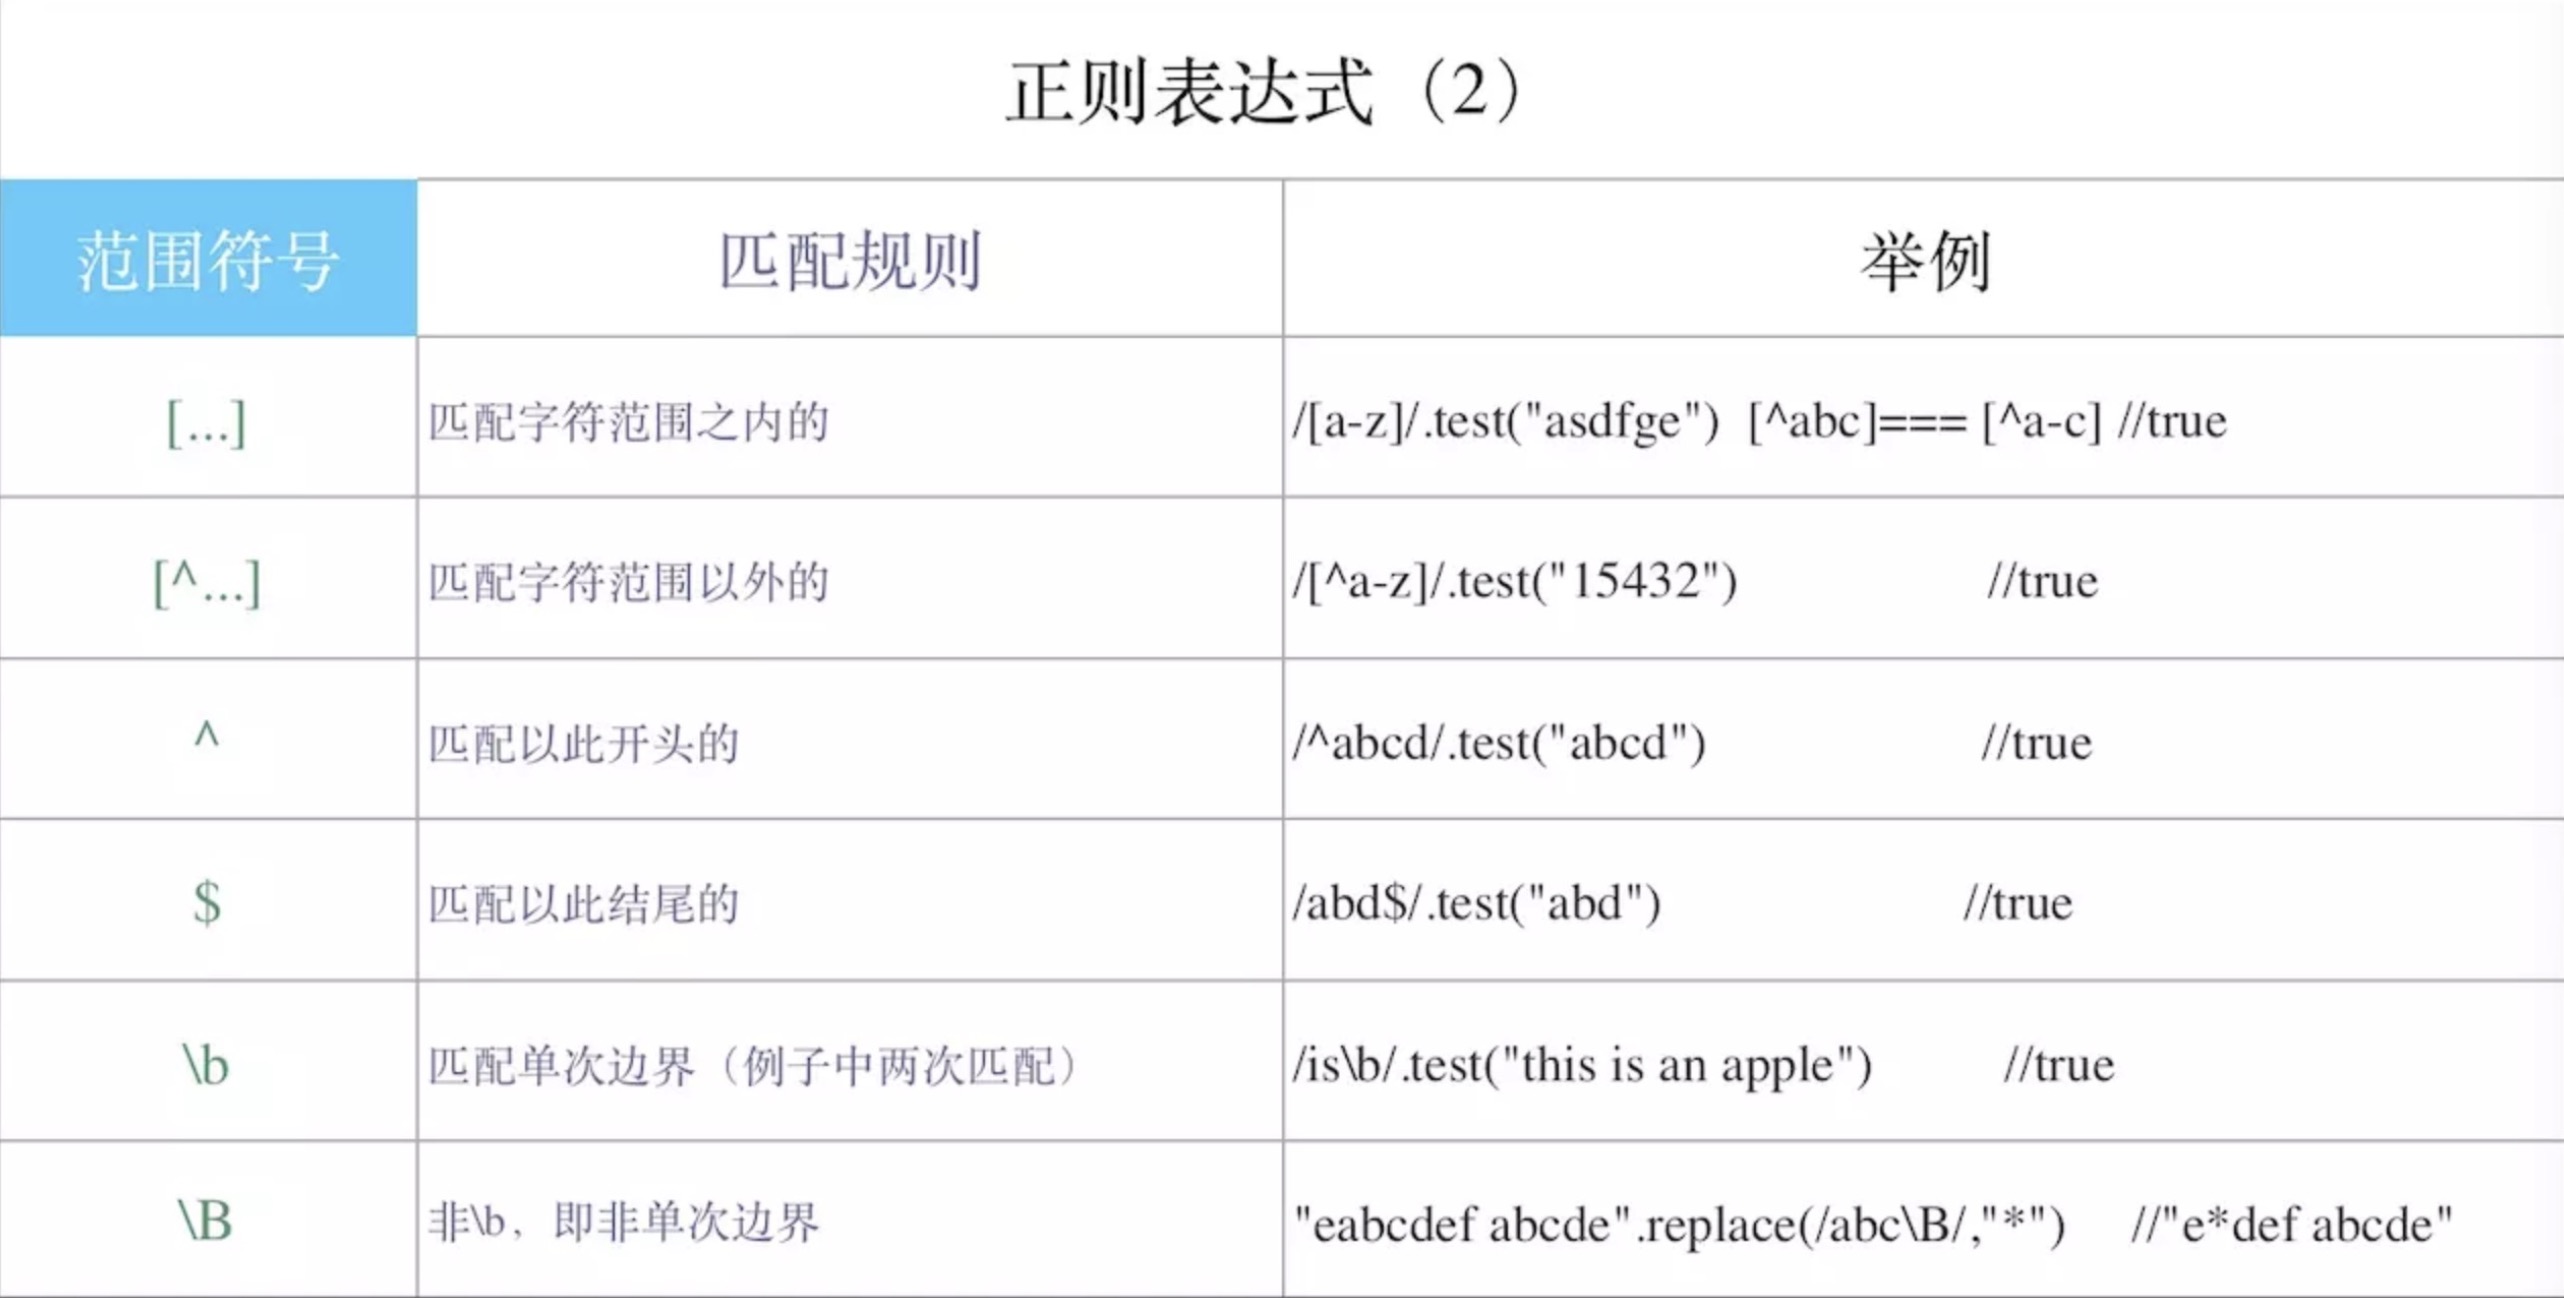 正则表达式（2）
范围符号 匹配规则 举例
[...] 匹配字符范围之内的 /[a-z]/.test("asdfge") [^abc]=== [^a-c] //true
[^...] 匹配字符范围以外的 /[^a-z]/.test("15432") //true
^ 匹配以此开头的 /^abcd/.test("abcd") //true
$ 匹配以此结尾的 /abd$/.test("abd") //true
\b 匹配单次边界（例子中两次匹配） /is\b/.test("this is an apple") //true
\B 非\b，即非单次边界 "eabcdef abcde".replace(/abc\B/,"*") //"e*def abcde"